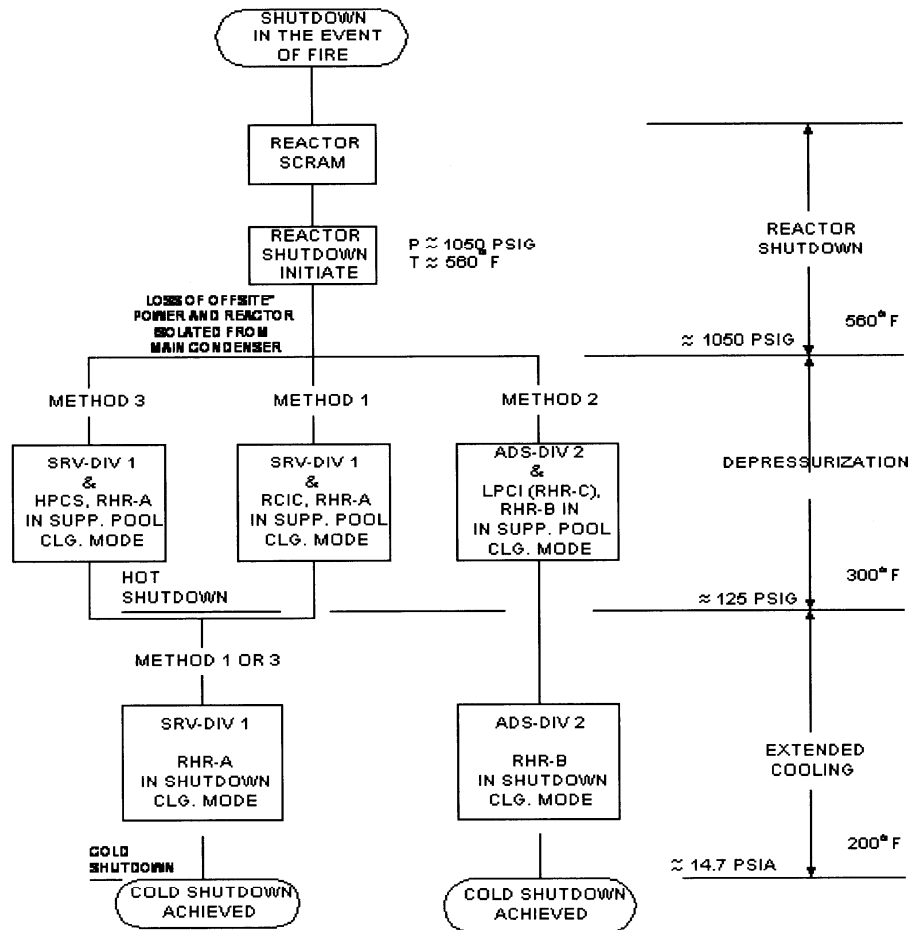 SHUTDOWN
IN THE EVENT
OF FIRE
REACTOR
SCRAM
REACTOR
SHUTDOWN
INITIATE
P ≈ 1050 PSIG
T ≈ 560° F
REACTOR
SHUTDOWN
LOSS OF OFFSITE
POWER AND REACTOR
ISOLATED FROM
MAIN CONDENSER
560° F
≈ 1050 PSIG
METHOD 3
METHOD 1
METHOD 2
SRV-DIV 1
&
HPCS, RHR-A
IN SUPP. POOL
CLG. MODE
SRV-DIV 1
&
RCIC, RHR-A
IN SUPP. POOL
CLG. MODE
ADS-DIV 2
&
LPCI (RHR-C),
RHR-B IN
IN SUPP. POOL
CLG. MODE
DEPRESSURIZATION
HOT
SHUTDOWN
300° F
≈ 125 PSIG
METHOD 1 OR 3
SRV-DIV 1
RHR-A
IN SHUTDOWN
CLG. MODE
ADS-DIV 2
RHR-B
IN SHUTDOWN
CLG. MODE
EXTENDED
COOLING
COLD
SHUTDOWN
200° F
≈ 14.7 PSIA
COLD SHUTDOWN
ACHIEVED
COLD SHUTDOWN
ACHIEVED